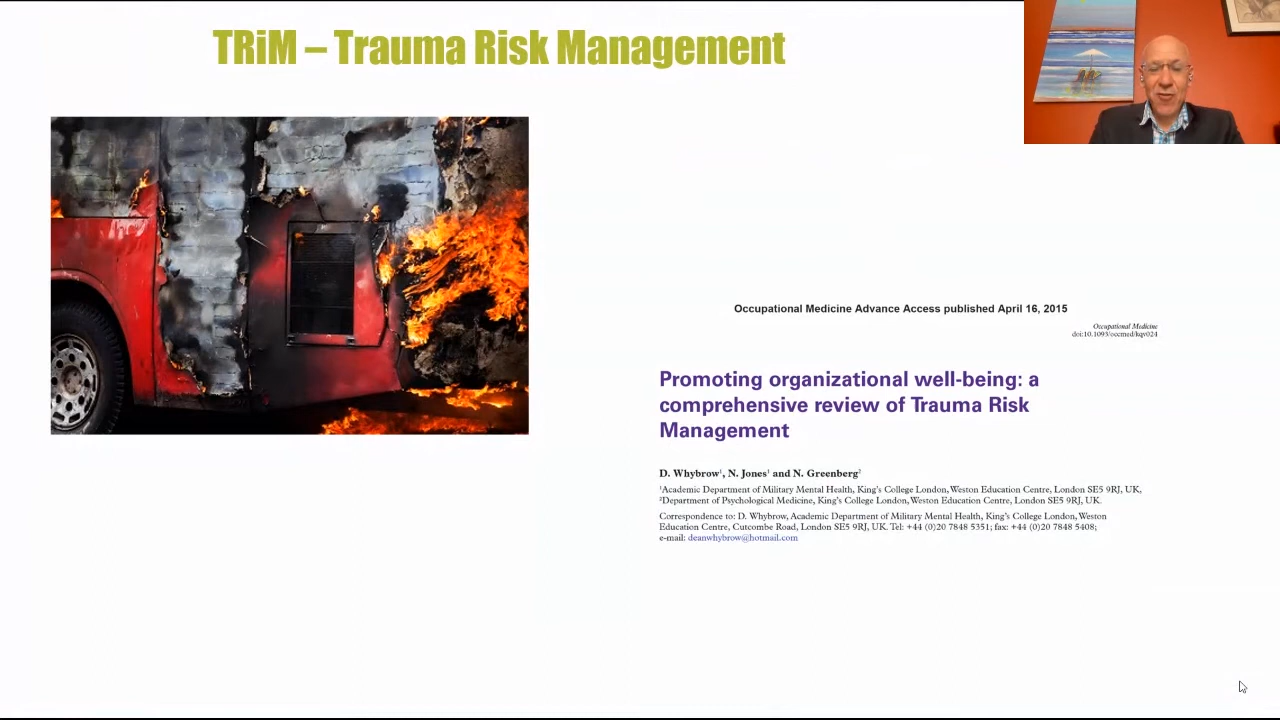 TRiM – Trauma Risk Management
Occupational Medicine Advance Access published April 16, 2015
Occupational Medicine
doi:10.1093/occmed/kqv024
Promoting organizational well-being: a
comprehensive review of Trauma Risk
Management
D. Whybrow¹, N. Jones¹ and N. Greenberg²
¹Academic Department of Military Mental Health, King's College London, Weston Education Centre, London SE5 9RJ, UK,
²Department of Psychological Medicine, King's College London, Weston Education Centre, London SE5 9RJ, UK.
Correspondence to: D. Whybrow, Academic Department of Military Mental Health, King's College London, Weston
Education Centre, Cutcombe Road, London SE5 9RJ, UK. Tel: +44 (0)20 7848 5351; fax: +44 (0)20 7848 5408;
e-mail: deanwhybrow@hotmail.com